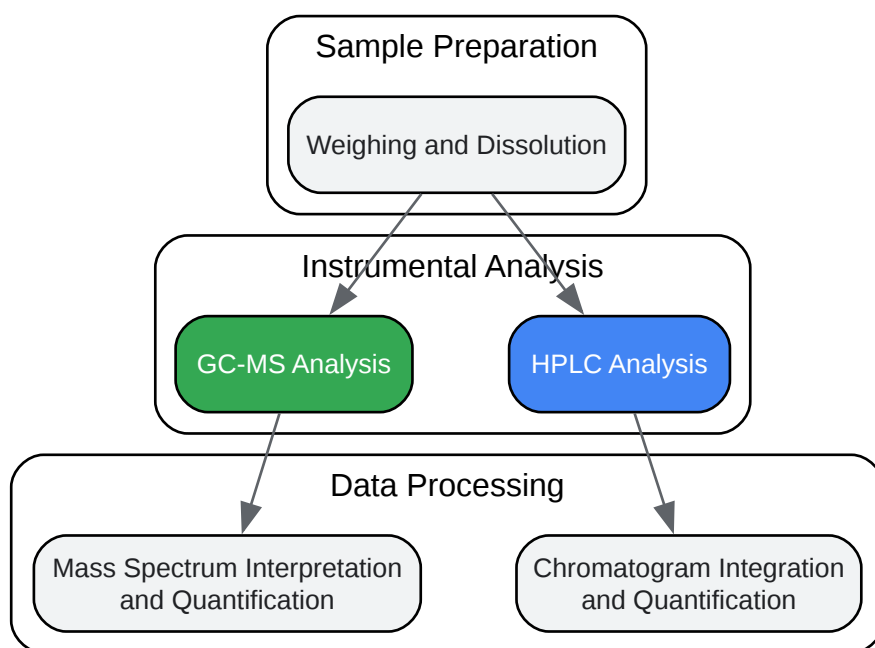 Sample Preparation
Weighing and Dissolution
Instrumental Analysis
GC-MS Analysis
HPLC Analysis
Data Processing
Mass Spectrum Interpretation
and Quantification
Chromatogram Integration
and Quantification